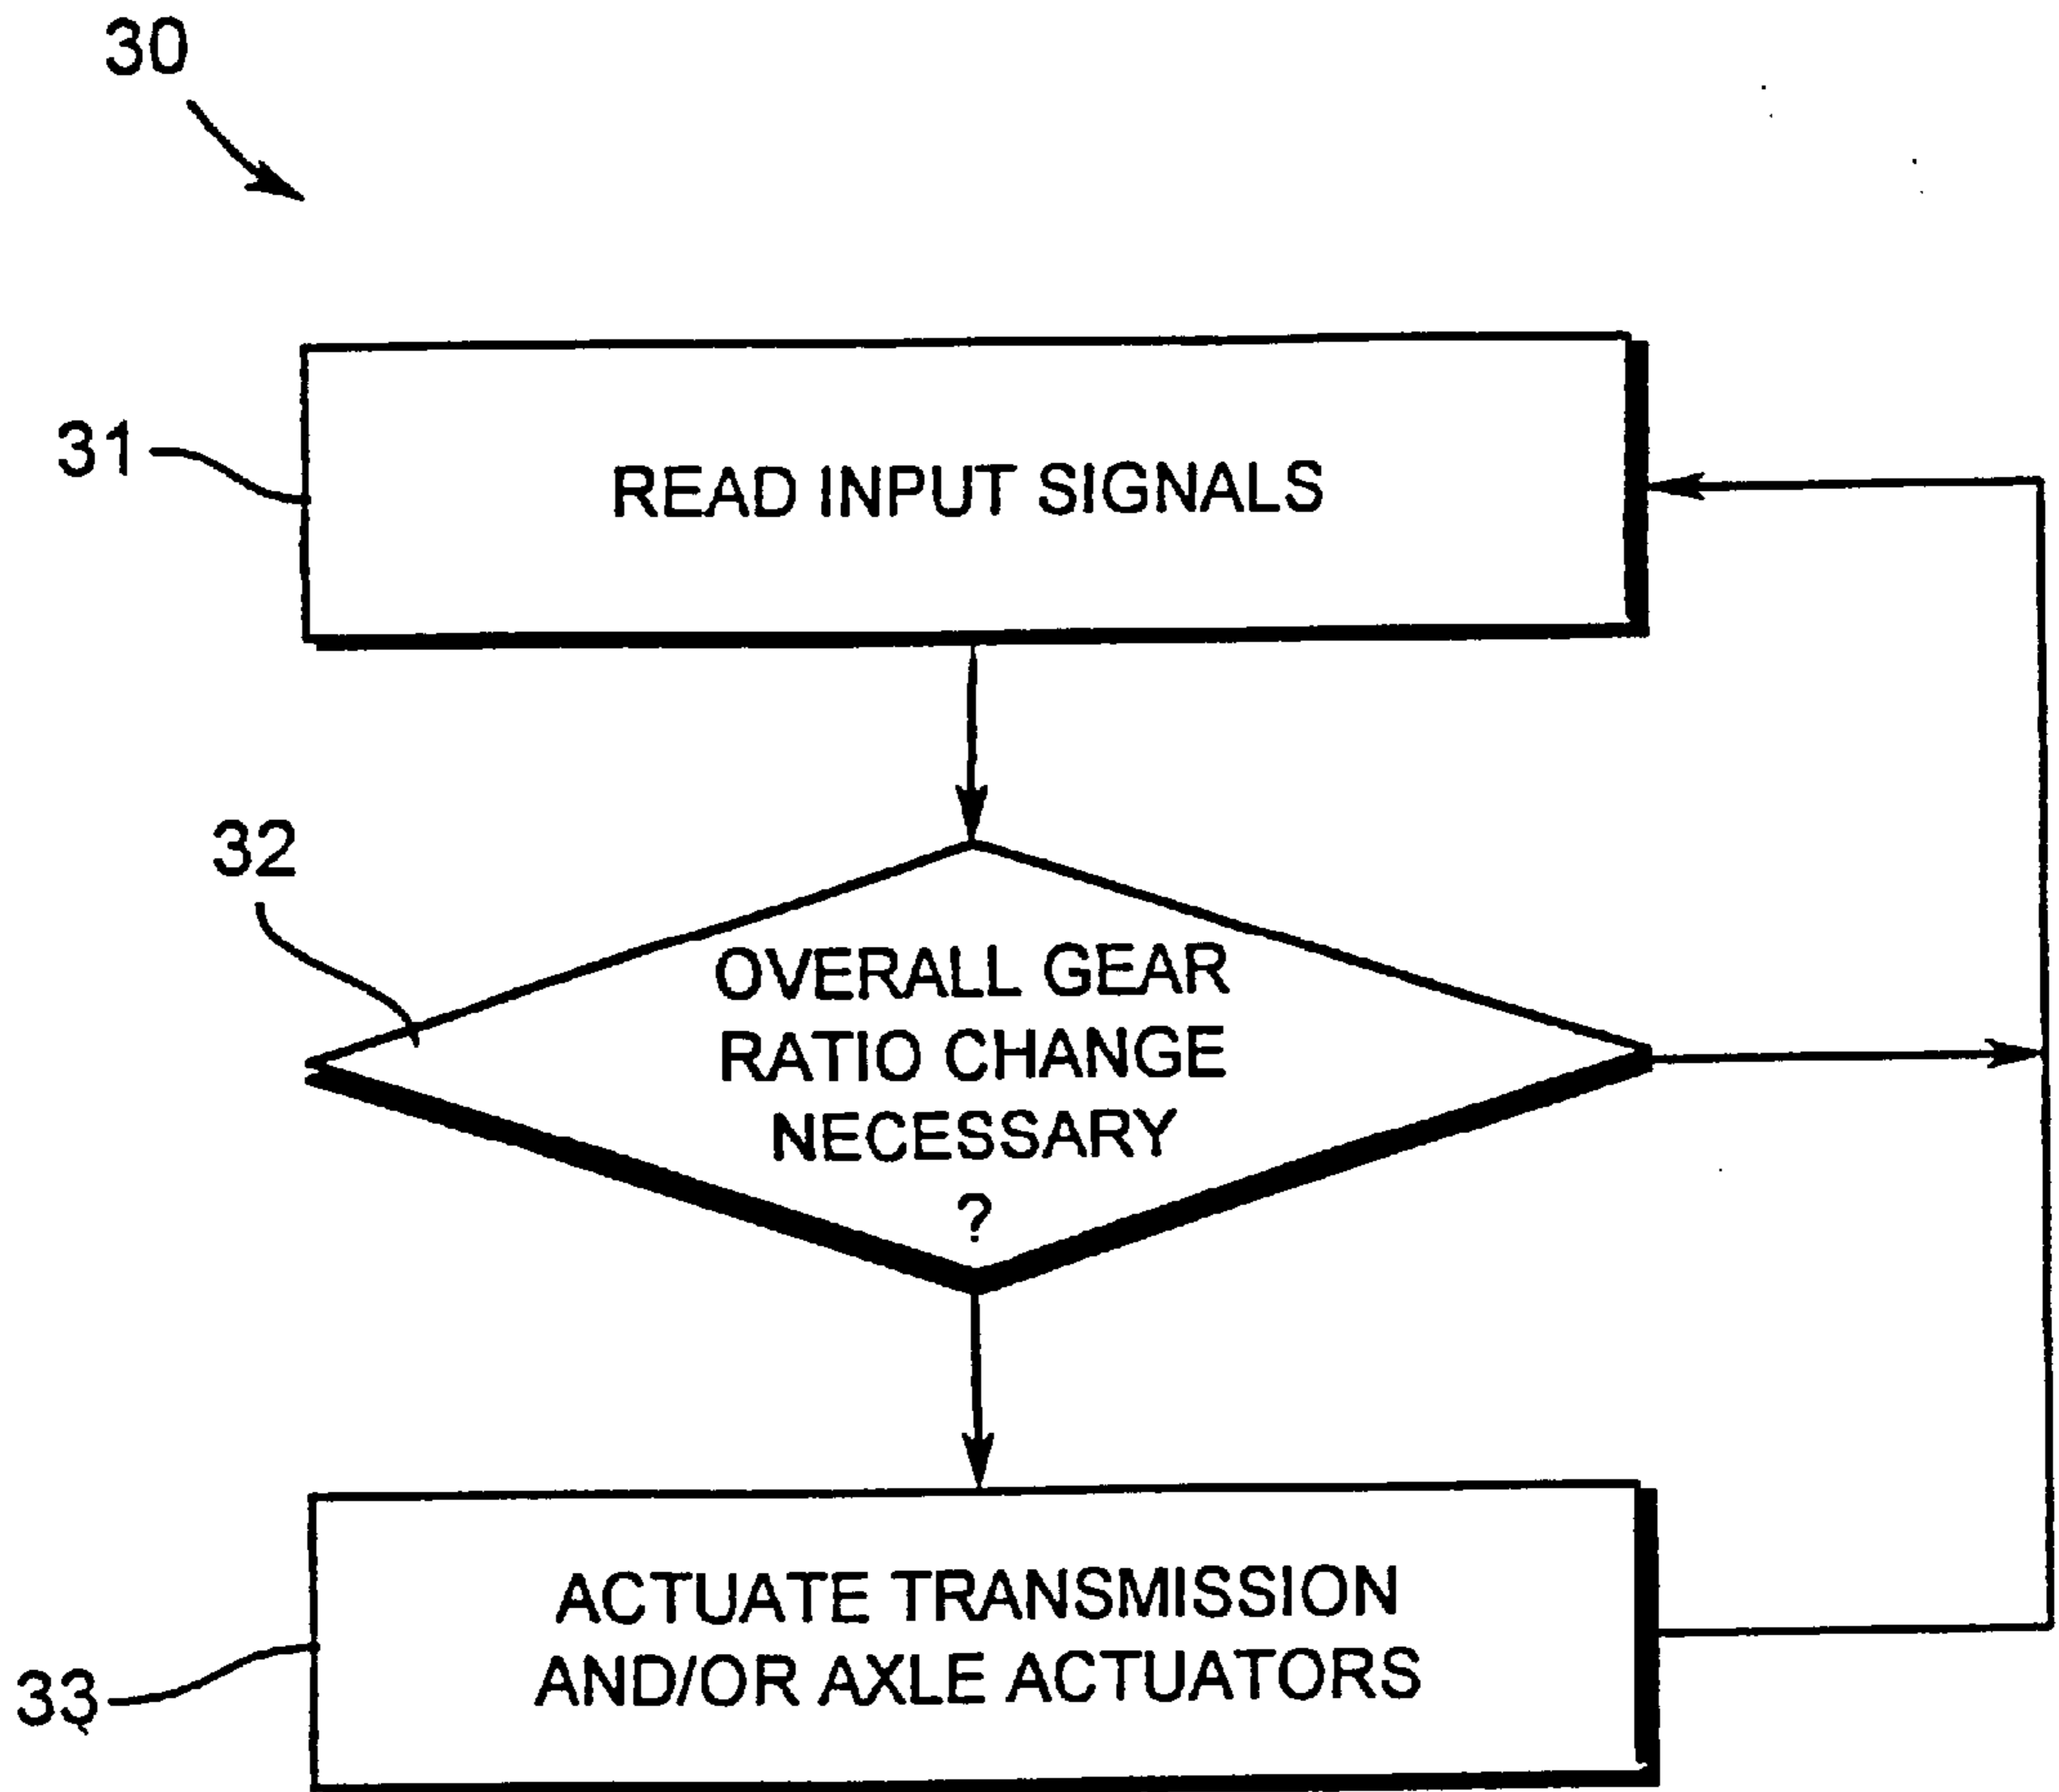 30
31
READ INPUT SIGNALS
32
OVERALL GEAR
RATIO CHANGE
NECESSARY
?
33
ACTUATE TRANSMISSION
AND/OR AXLE ACTUATORS